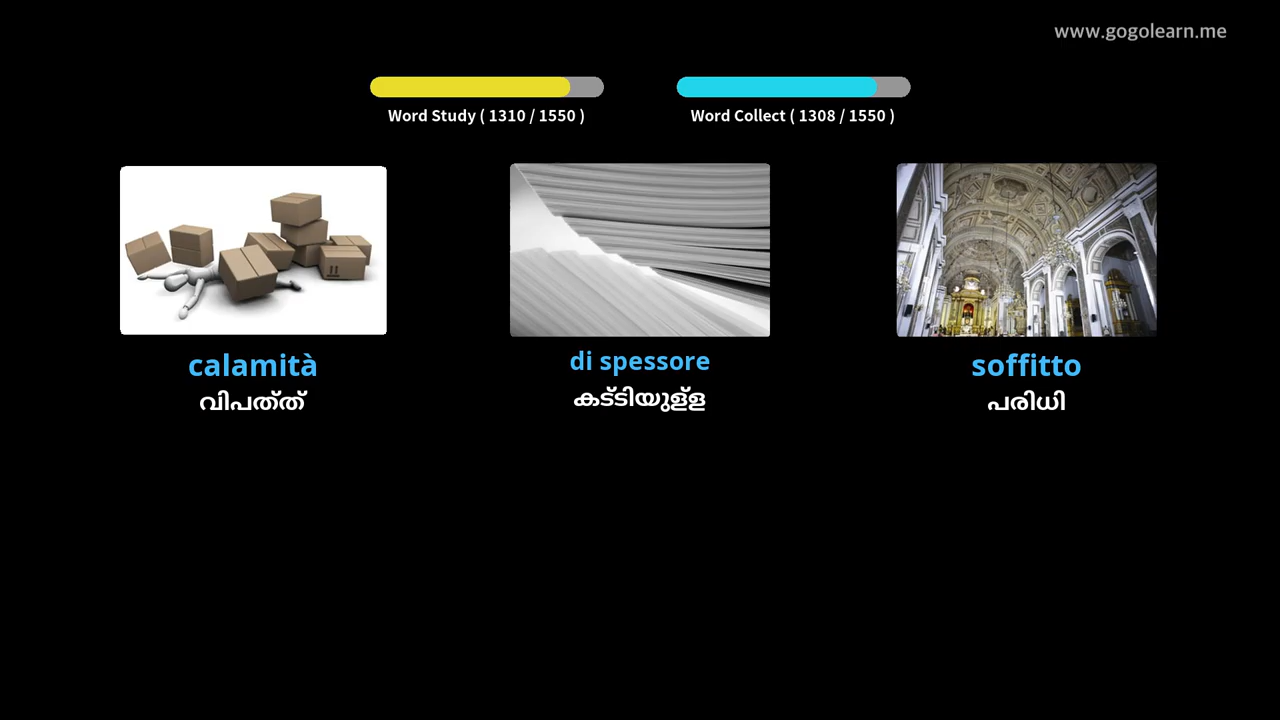 www.gogolearn.me
Word Study ( 1310 / 1550 )
Word Collect ( 1308 / 1550 )
calamità
di spessore
soffitto
വിപത്ത്
കട്ടിയുള്ള
പരിധി